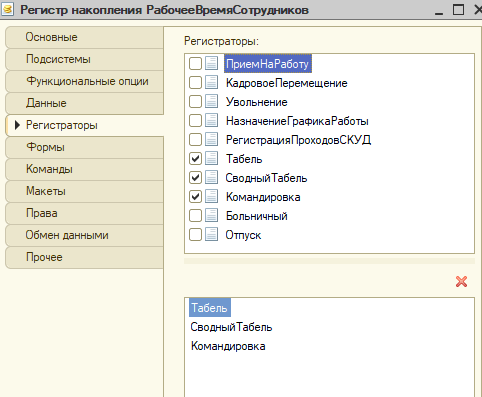 Регистр накопления РабочееВремяСотрудников
Основные
Подсистемы
Функциональные опции
Данные
Регистраторы
Формы
Команды
Макеты
Права
Обмен данными
Прочее
Регистраторы:
ПриемНаРаботу
КадровоеПеремещение
Увольнение
НазначениеГрафикаРаботы
РегистрацияПроходовСКУД
Табель
СводныйТабель
Командировка
Больничный
Отпуск
Табель
СводныйТабель
Командировка